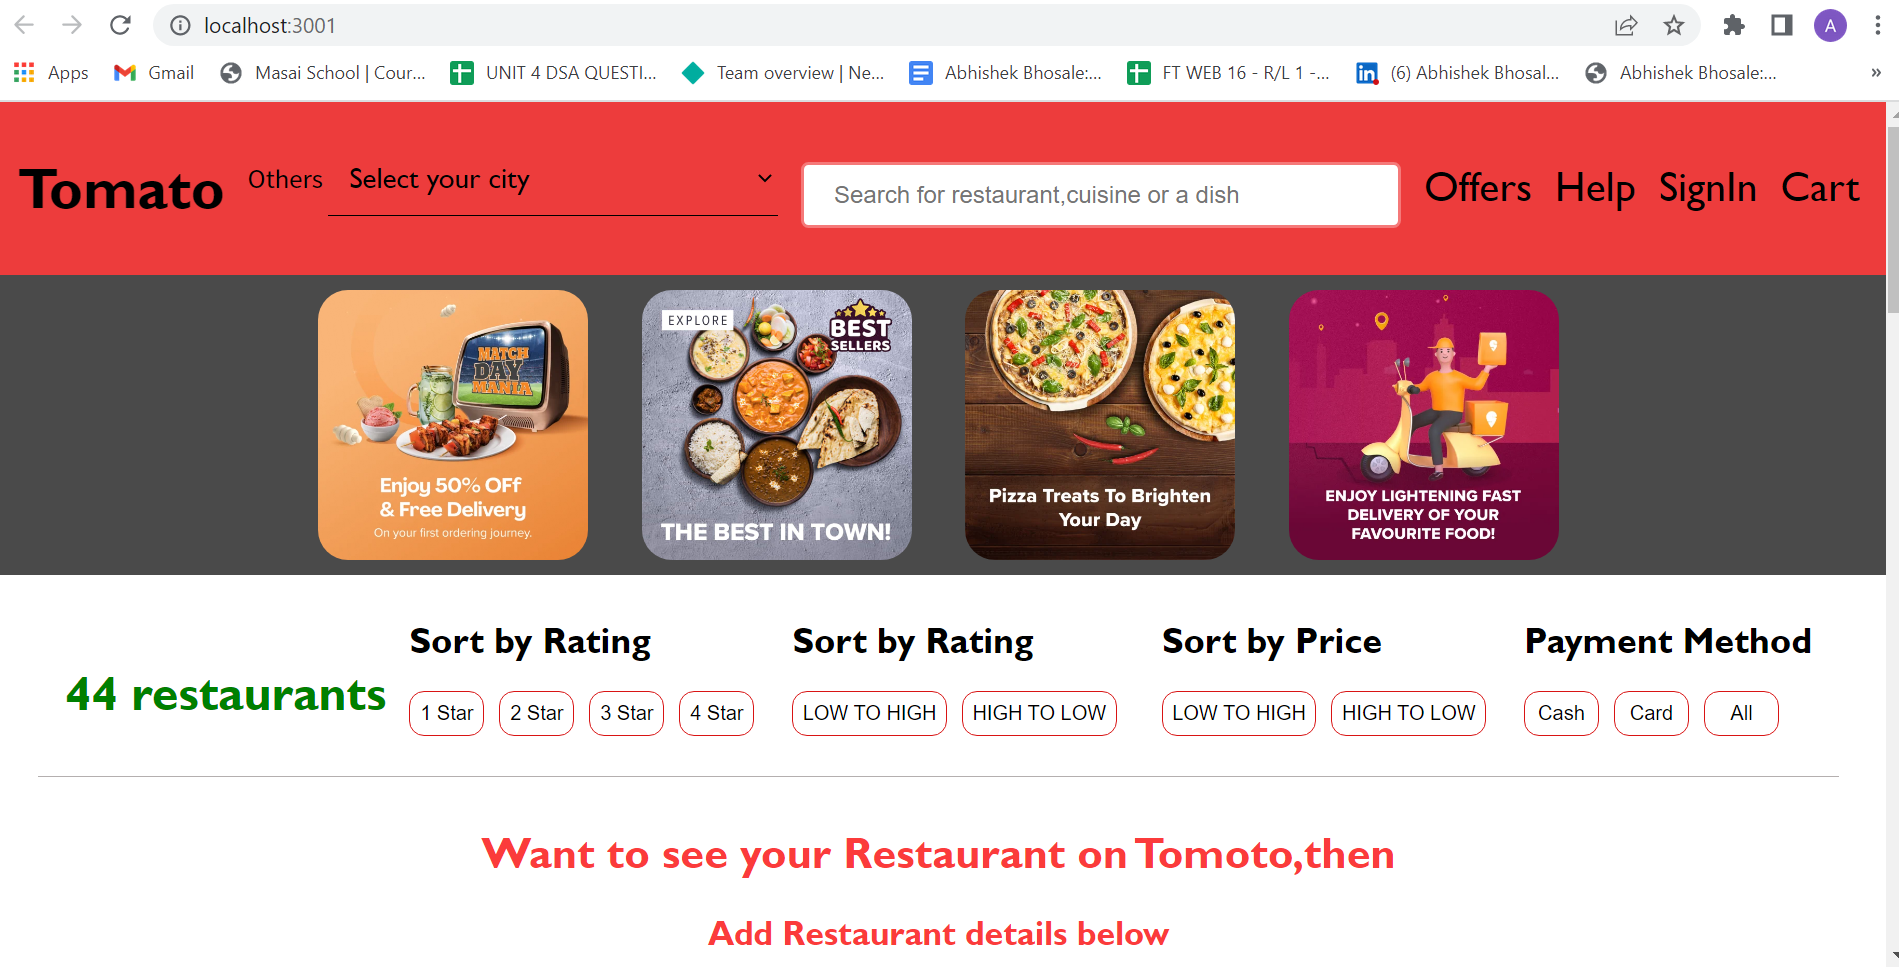 localhost:3001
A
Apps
Gmail
Masai School | Cour...
UNIT 4 DSA QUESTI...
Team overview | Ne...
Abhishek Bhosale:...
FT WEB 16 - R/L 1 -...
in
(6) Abhishek Bhosal...
Abhishek Bhosale:...
»
Tomato
Others
Select your city
Search for restaurant,cuisine or a dish
Offers
Help
SignIn
Cart
MATCH
DAY
MANIA
Enjoy 50% OFf
& Free Delivery
On your first ordering journey.
EXPLORE
BEST
SELLERS
THE BEST IN TOWN!
Pizza Treats To Brighten
Your Day
ENJOY LIGHTENING FAST
DELIVERY OF YOUR
FAVOURITE FOOD!
44 restaurants
Sort by Rating
1 Star
2 Star
3 Star
4 Star
Sort by Rating
LOW TO HIGH
HIGH TO LOW
Sort by Price
LOW TO HIGH
HIGH TO LOW
Payment Method
Cash
Card
All
Want to see your Restaurant on Tomoto,then
Add Restaurant details below